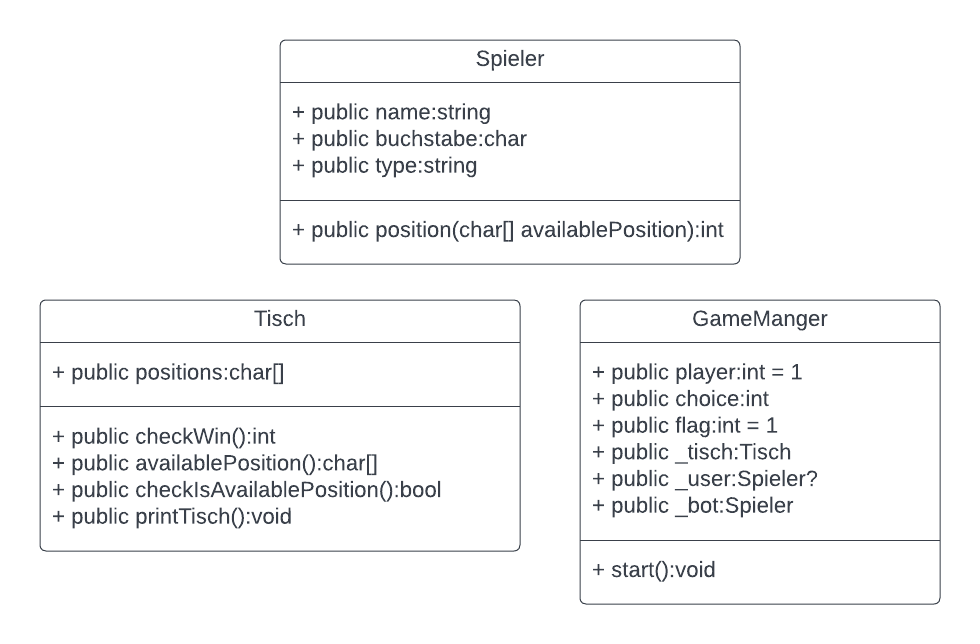 Spieler
+ public name:string
+ public buchstabe:char
+ public type:string
+ public position(char[] availablePosition):int
Tisch
+ public positions:char[]
+ public checkWin():int
+ public availablePosition():char[]
+ public checkIsAvailablePosition():bool
+ public printTisch():void
GameManger
+ public player:int = 1
+ public choice:int
+ public flag:int = 1
+ public _tisch:Tisch
+ public _user:Spieler?
+ public _bot:Spieler
+ start():void